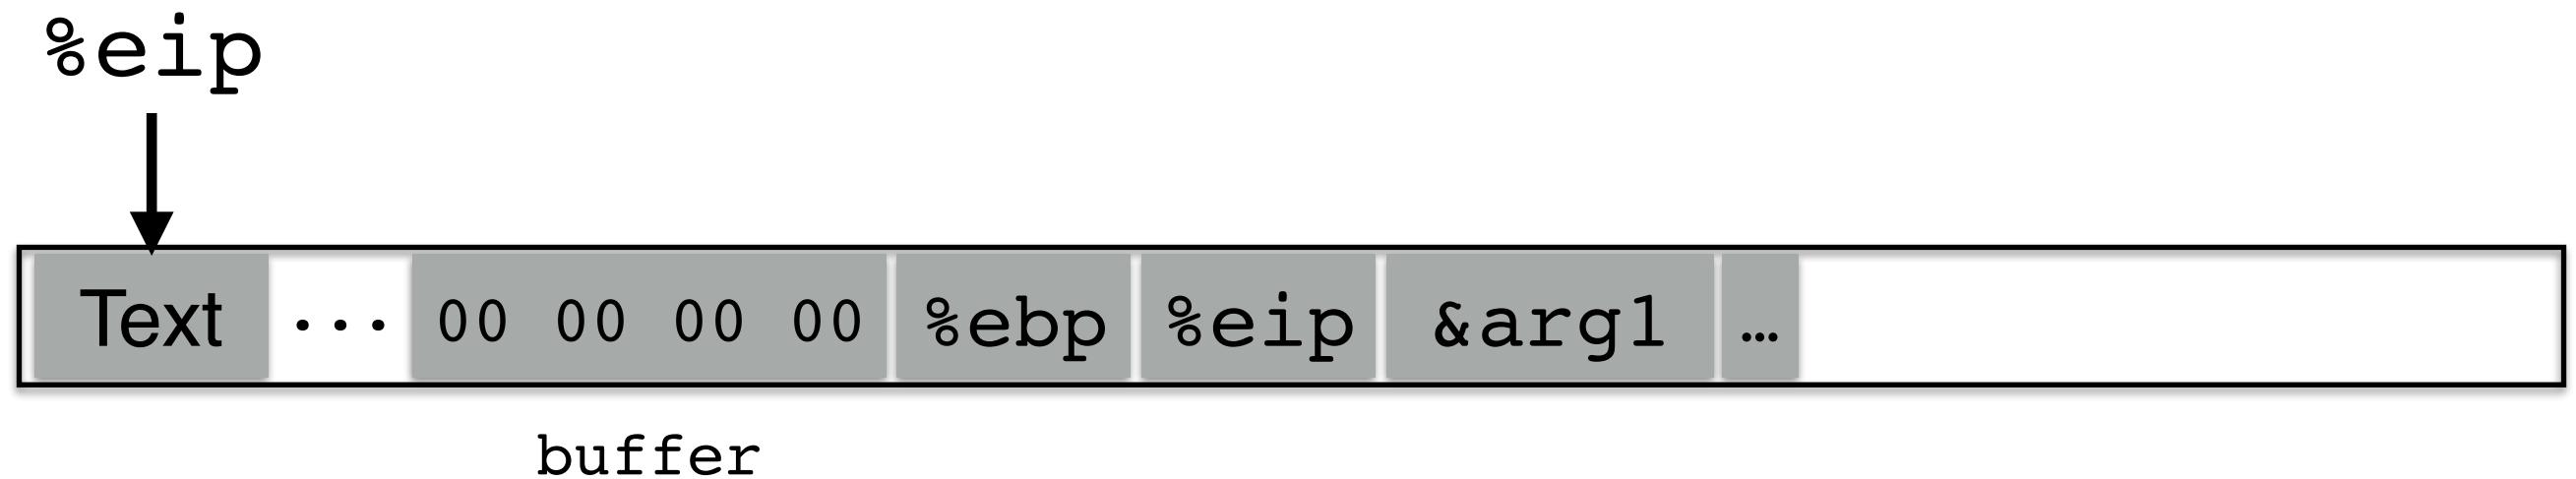 %eip
Text ... 00 00 00 00 %ebp %eip &arg1 …
buffer